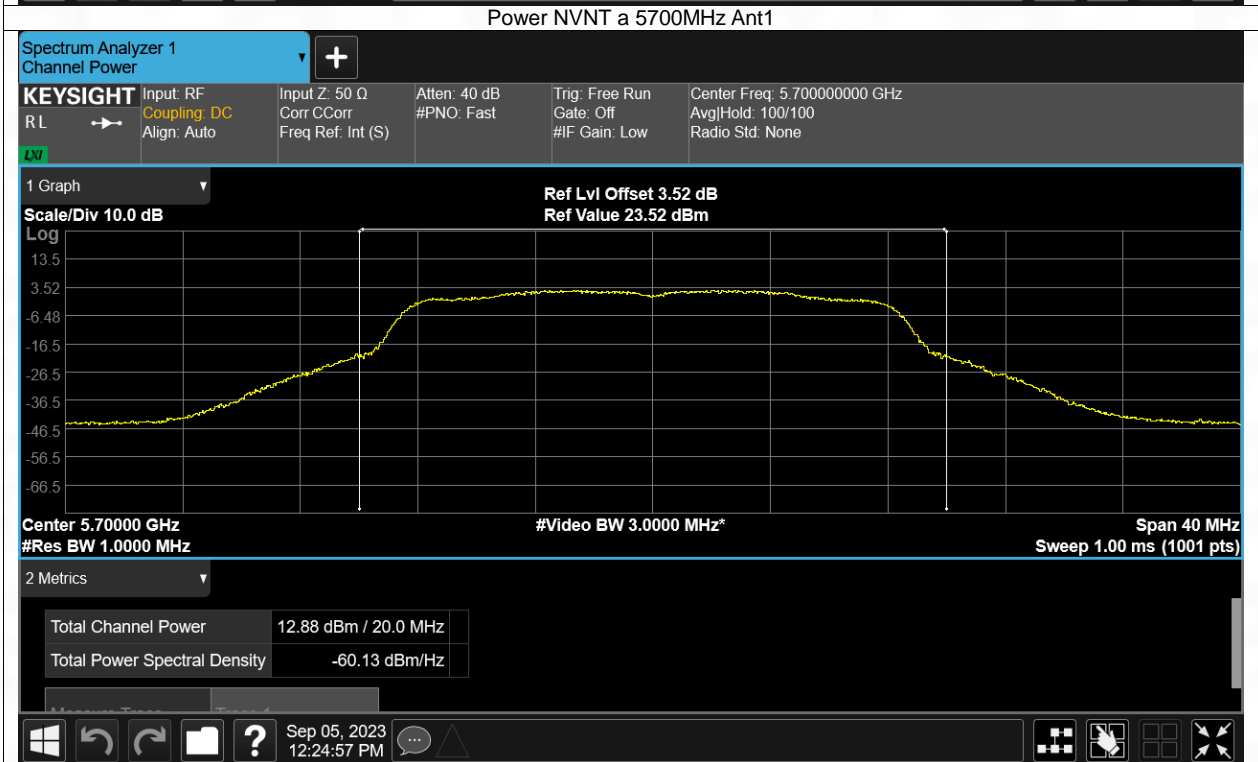 Power NVNT a 5700MHz Ant1
Spectrum Analyzer 1
Channel Power
KEYSIGHT
R L
LXI
Input: RF
Coupling: DC
Align: Auto
Input Z: 50 Ω
Corr CCorr
Freq Ref: Int (S)
Atten: 40 dB
#PNO: Fast
Trig: Free Run
Gate: Off
#IF Gain: Low
Center Freq: 5.700000000 GHz
Avg|Hold: 100/100
Radio Std: None
1 Graph
Scale/Div 10.0 dB
Ref Lvl Offset 3.52 dB
Ref Value 23.52 dBm
Log
13.5
3.52
-6.48
-16.5
-26.5
-36.5
-46.5
-56.5
-66.5
Center 5.70000 GHz
#Video BW 3.0000 MHz*
Span 40 MHz
#Res BW 1.0000 MHz
Sweep 1.00 ms (1001 pts)
2 Metrics
Total Channel Power 12.88 dBm / 20.0 MHz
Total Power Spectral Density -60.13 dBm/Hz
Sep 05, 2023
12:24:57 PM